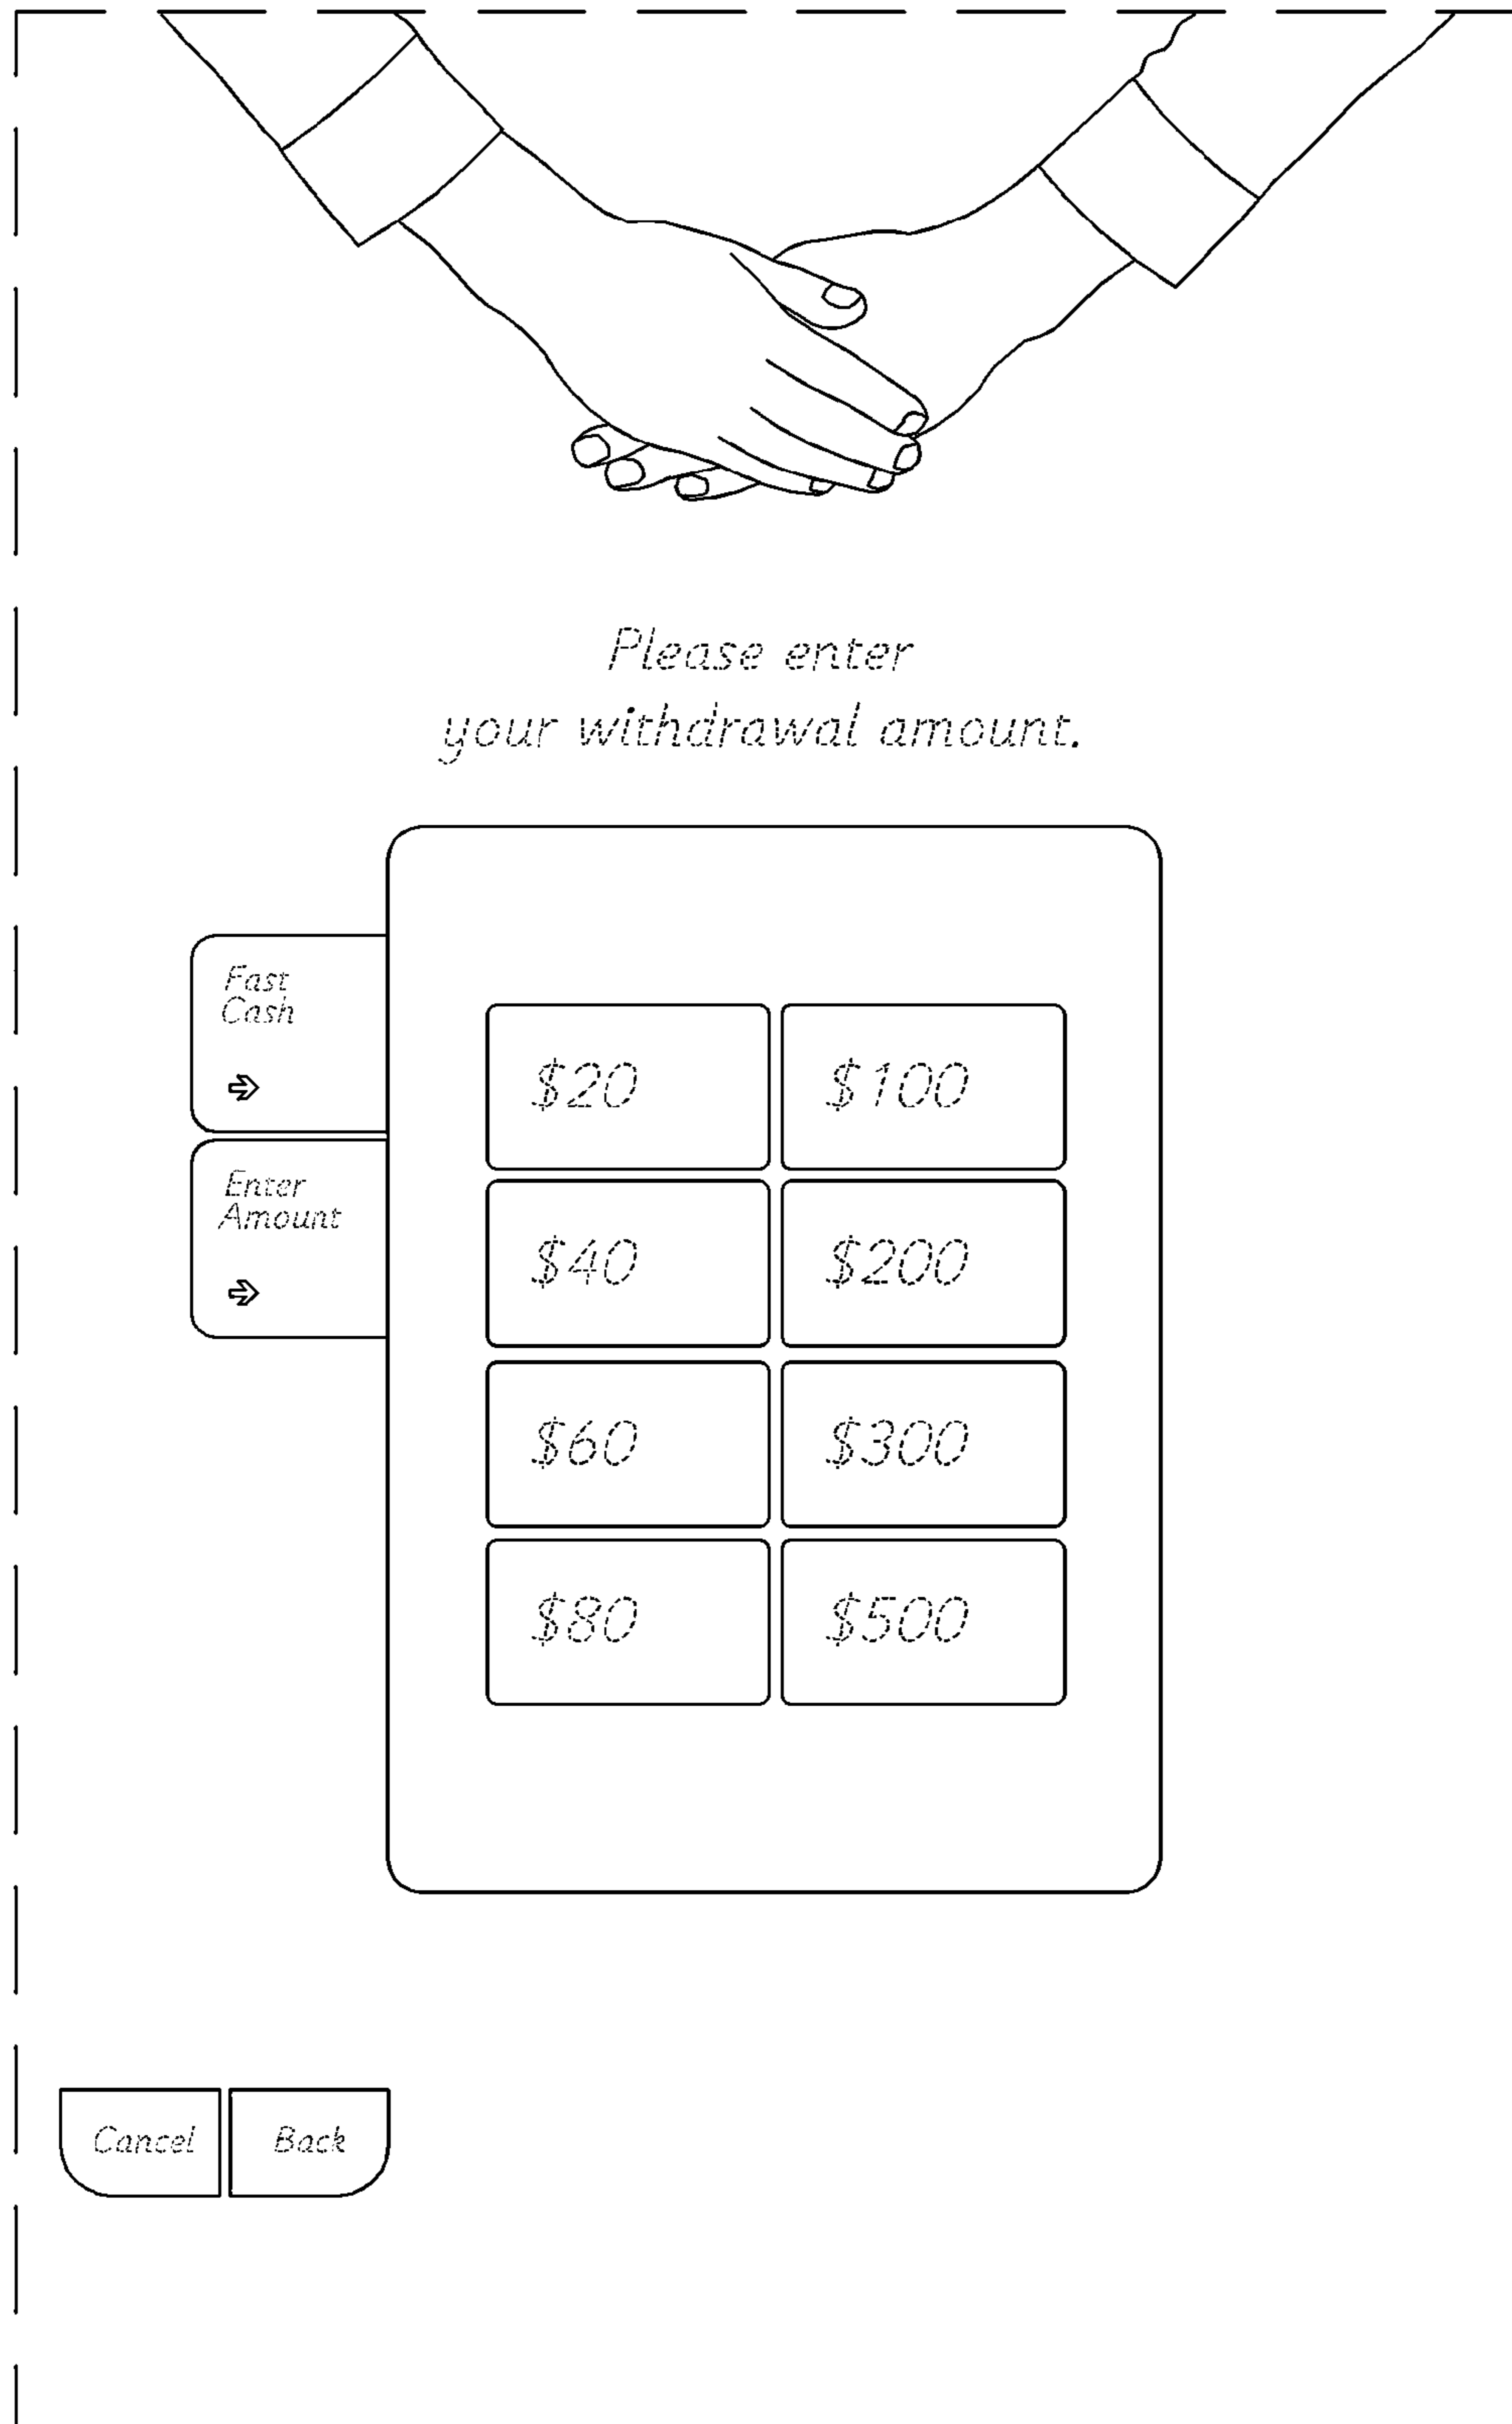 Please enter
your withdrawal amount.
Fast
Cash
Enter
Amount
$20
$100
$40
$200
$60
$300
$80
$500
Cancel
Back